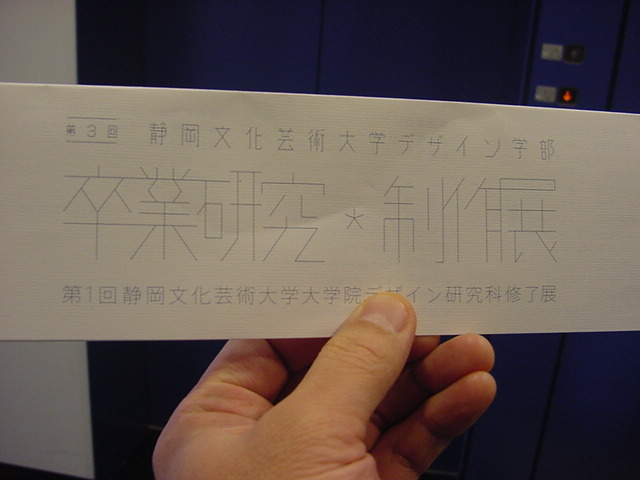 第3回 静岡文化芸術大学デザイン学部
卒業研究*制作展
第1回静岡文化芸術大学大学院デザイン研究科修了展